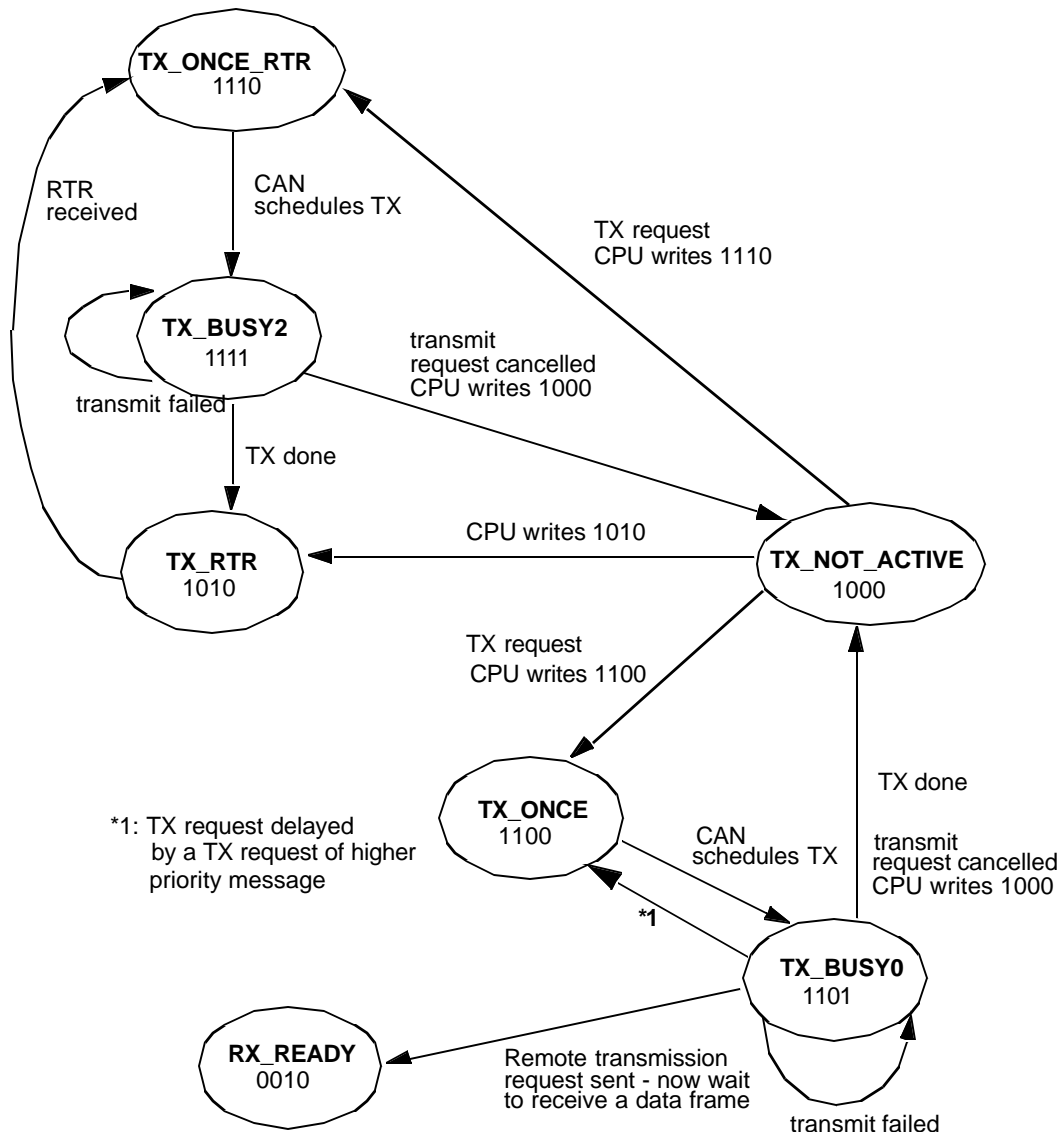 TX_ONCE_RTR
1110
RTR
received
CAN
schedules TX
TX request
CPU writes 1110
TX_BUSY2
1111
transmit
request cancelled
CPU writes 1000
transmit failed
TX done
CPU writes 1010
TX_RTR
1010
TX_NOT_ACTIVE
1000
TX request
CPU writes 1100
TX_ONCE
1100
TX done
*1: TX request delayed
by a TX request of higher
priority message
CAN
schedules TX
transmit
request cancelled
CPU writes 1000
*1
TX_BUSY0
1101
RX_READY
0010
Remote transmission
request sent - now wait
to receive a data frame
transmit failed